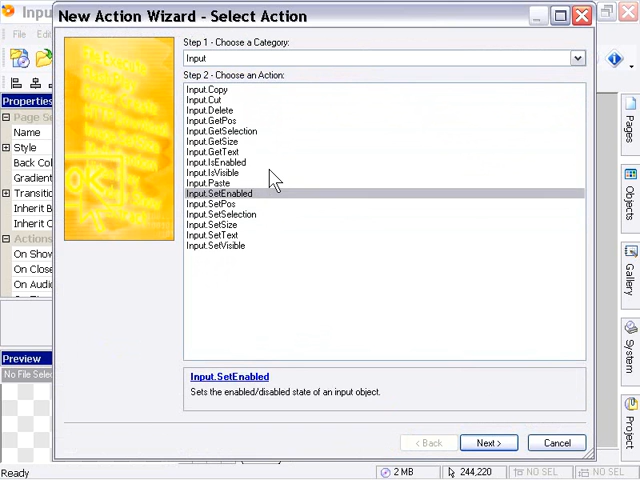 Input
New Action Wizard - Select Action
File
Step 1 - Choose a Category:
Input
Step 2 - Choose an Action:
Input.Copy
Input.Cut
Input.Delete
Input.GetPos
Input.GetSelection
Input.GetSize
Input.GetText
Input.IsEnabled
Input.IsVisible
Input.Paste
Input.SetEnabled
Input.SetPos
Input.SetSelection
Input.SetSize
Input.SetText
Input.SetVisible
Input.SetEnabled
Sets the enabled/disabled state of an input object.
< Back
Next >
Cancel
Properties
Page Se
Name
Style
Back Col
Gradient
Transition
Inherit B
Inherit C
Actions
On Show
On Close
On Audio
Preview
No File Selec
Pages
Objects
Gallery
System
Project
OK
Ready
2 MB
244,220
NO SEL
NO SEL